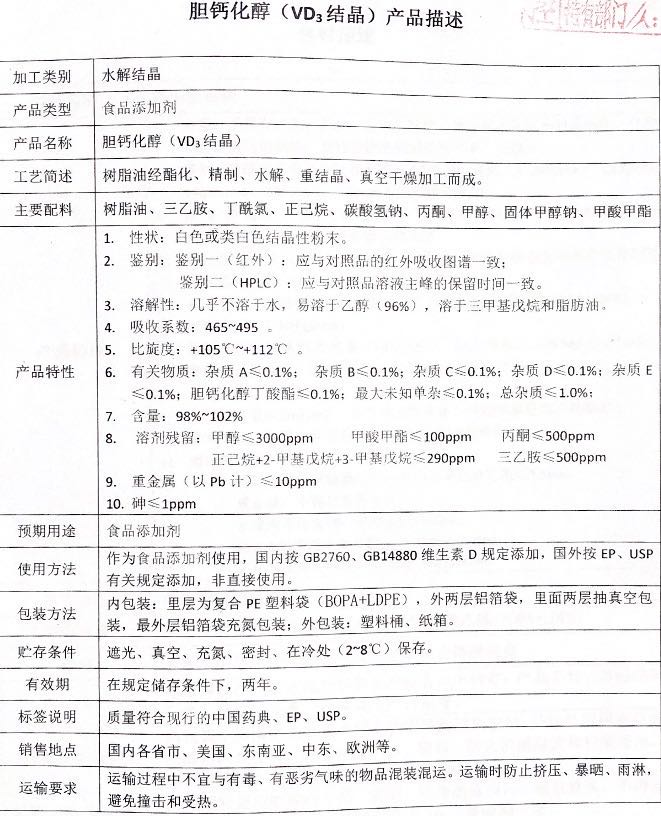 胆钙化醇（VD₃结晶）产品描述
持有部门/人：
加工类别 水解结晶
产品类型 食品添加剂
产品名称 胆钙化醇（VD₃结晶）
工艺简述 树脂油经酯化、精制、水解、重结晶、真空干燥加工而成。
主要配料 树脂油、三乙胺、丁酰氯、正己烷、碳酸氢钠、丙酮、甲醇、固体甲醇钠、甲酸甲酯
产品特性
1. 性状：白色或类白色结晶性粉末。
2. 鉴别：鉴别一（红外）：应与对照品的红外吸收图谱一致；
鉴别二（HPLC）：应与对照品溶液主峰的保留时间一致。
3. 溶解性：几乎不溶于水，易溶于乙醇（96%），溶于三甲基戊烷和脂肪油。
4. 吸收系数：465~495 。
5. 比旋度：+105℃~+112℃ 。
6. 有关物质：杂质 A≤0.1%； 杂质 B≤0.1%；杂质 C≤0.1%；杂质 D≤0.1%；杂质 E
≤0.1%；胆钙化醇丁酸酯≤0.1%；最大未知单杂≤0.1%；总杂质≤1.0%；
7. 含量：98%~102%
8. 溶剂残留：甲醇≤3000ppm 甲酸甲酯≤100ppm 丙酮≤500ppm
正己烷+2-甲基戊烷+3-甲基戊烷≤290ppm 三乙胺≤500ppm
9. 重金属（以 Pb 计）≤10ppm
10. 砷≤1ppm
预期用途 食品添加剂
使用方法 作为食品添加剂使用，国内按 GB2760、GB14880 维生素 D 规定添加，国外按 EP、USP
有关规定添加，非直接使用。
包装方法 内包装：里层为复合 PE 塑料袋（BOPA+LDPE），外两层铝箔袋，里面两层抽真空包
装，最外层铝箔袋充氮包装；外包装：塑料桶、纸箱。
贮存条件 遮光、真空、充氮、密封、在冷处（2~8℃）保存。
有效期 在规定储存条件下，两年。
标签说明 质量符合现行的中国药典、EP、USP。
销售地点 国内各省市、美国、东南亚、中东、欧洲等。
运输要求 运输过程中不宜与有毒、有恶劣气味的物品混装混运。运输时防止挤压、暴晒、雨淋，
避免撞击和受热。